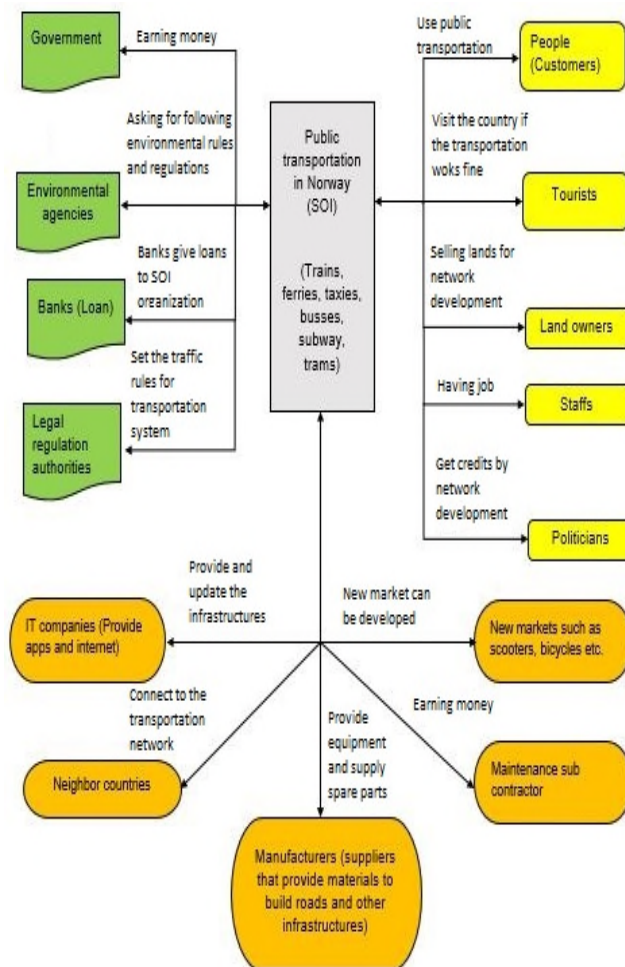 Government
Earning money
Asking for following
environmental rules
and regulations
Environmental
agencies
Banks give loans
to SOI
organization
Banks (Loan)
Set the traffic
rules for
transportation
system
Legal
regulation
authorities
Public
transportation
in Norway
(SOI)
(Trains,
ferries, taxies,
busses,
subway,
trams)
Use public
transportation
People
(Customers)
Visit the country if
the transportation
woks fine
Tourists
Selling lands for
network
development
Land owners
Having job
Staffs
Get credits by
network
development
Politicians
Provide and
update the
infrastructures
IT companies (Provide
apps and internet)
New market can
be developed
New markets such as
scooters, bicycles etc.
Connect to the
transportation
network
Neighbor countries
Provide
equipment
and supply
spare parts
Earning money
Maintenance sub
contractor
Manufacturers (suppliers
that provide materials to
build roads and other
infrastructures)